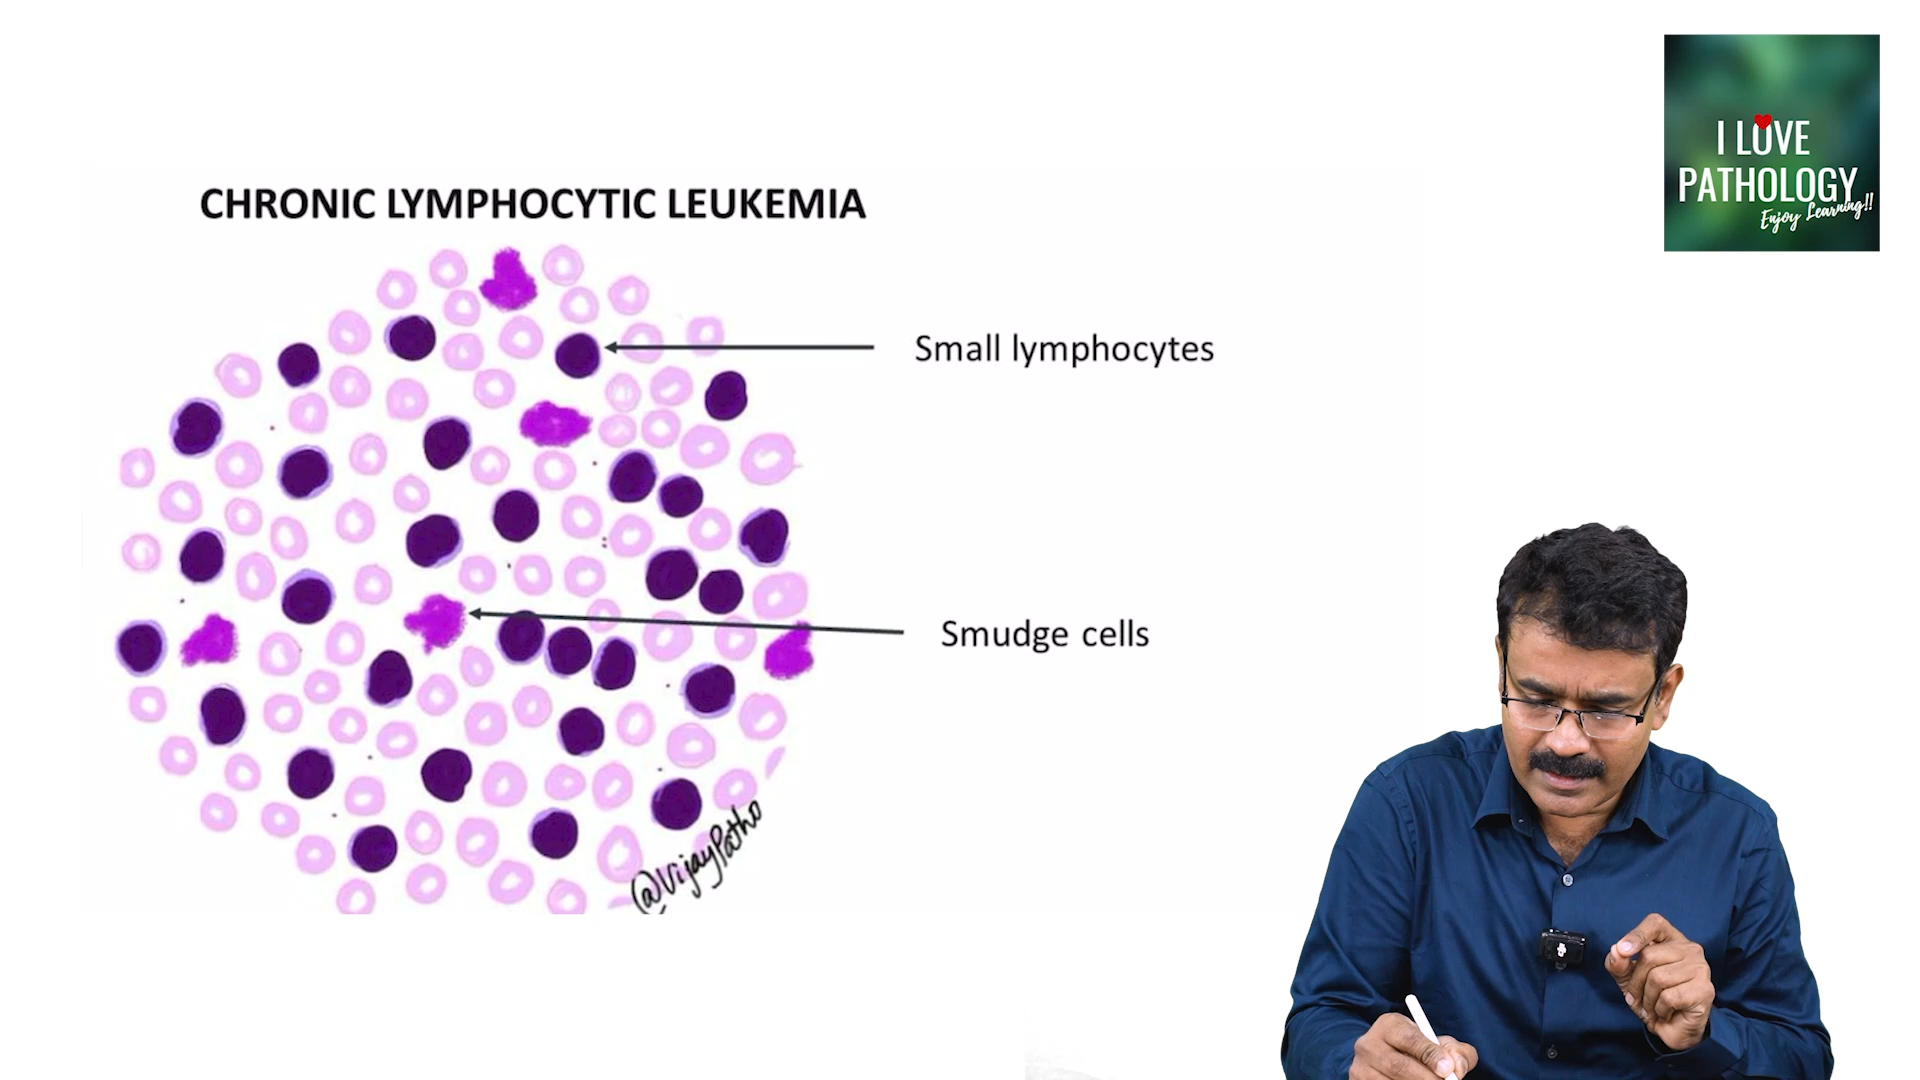 I LOVE
PATHOLOGY
Enjoy Learning!!
CHRONIC LYMPHOCYTIC LEUKEMIA
Small lymphocytes
Smudge cells
@VijayPatho